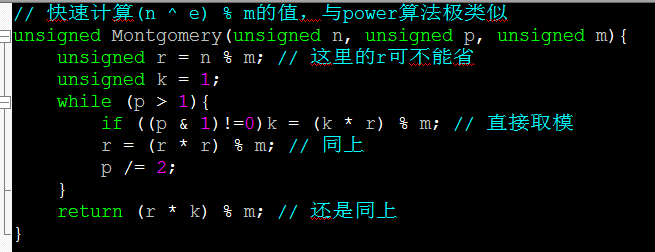 // 快速计算(n ^ e) % m的值，与power算法极类似
unsigned Montgomery(unsigned n, unsigned p, unsigned m){
    unsigned r = n % m; // 这里的r可不能省
    unsigned k = 1;
    while (p > 1){
        if ((p & 1)!=0)k = (k * r) % m; // 直接取模
        r = (r * r) % m; // 同上
        p /= 2;
    }
    return (r * k) % m; // 还是同上
}